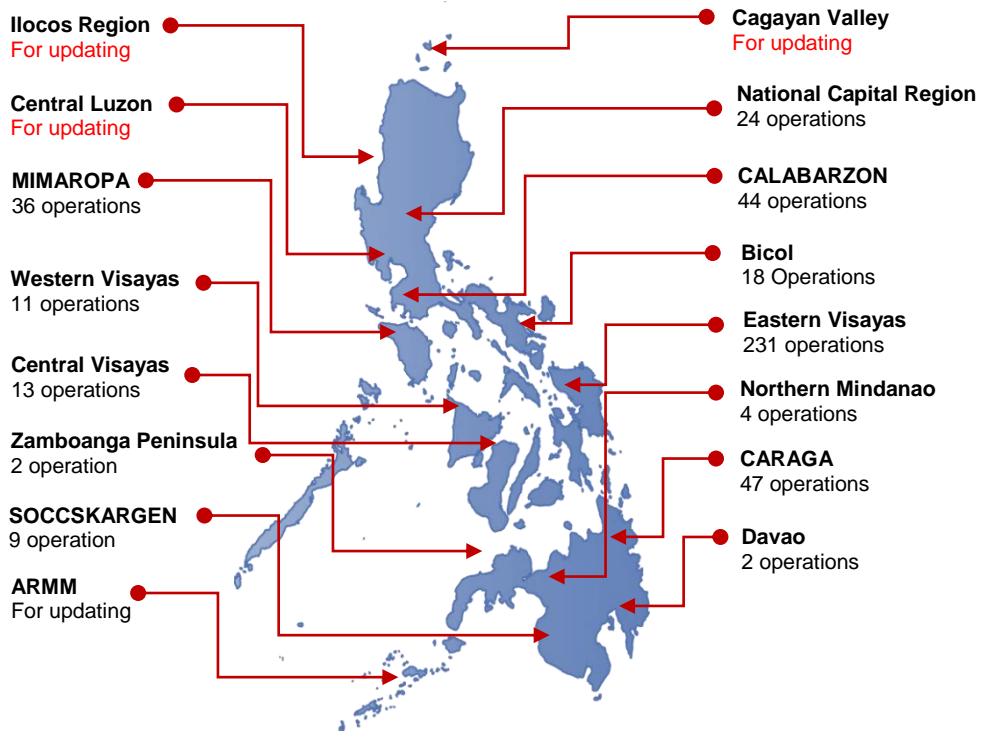 Ilocos Region
For updating
Central Luzon
For updating
MIMAROPA
36 operations
Western Visayas
11 operations
Central Visayas
13 operations
Zamboanga Peninsula
2 operation
SOCCSKARGEN
9 operation
ARMM
For updating
Cagayan Valley
For updating
National Capital Region
24 operations
CALABARZON
44 operations
Bicol
18 Operations
Eastern Visayas
231 operations
Northern Mindanao
4 operations
CARAGA
47 operations
Davao
2 operations